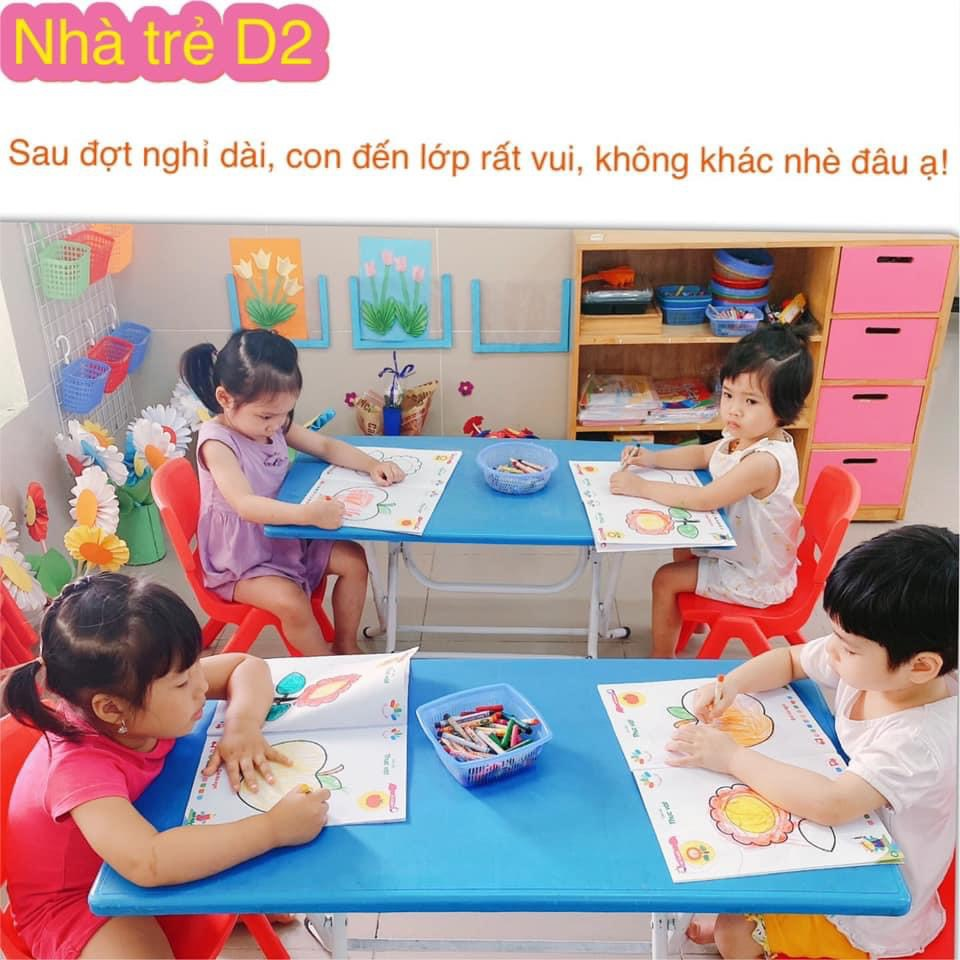 Nhà trẻ D2
Sau đợt nghỉ dài, con đến lớp rất vui, không khác nhè đâu ạ!